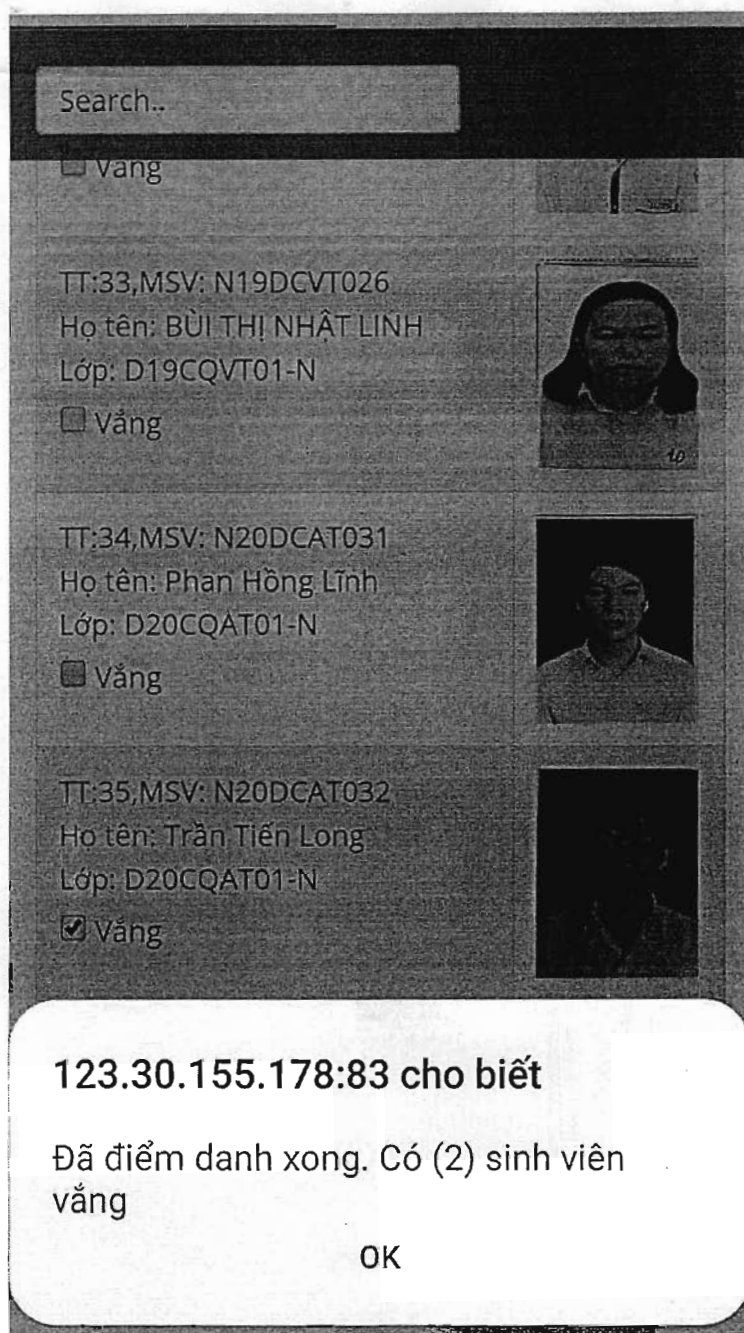 Search..
Vắng
TT:33,MSV: N19DCVT026
Họ tên: BÙI THỊ NHẬT LINH
Lớp: D19CQVT01-N
Vắng
10
TT:34,MSV: N20DCAT031
Họ tên: Phan Hồng Lĩnh
Lớp: D20CQAT01-N
Vắng
TT:35,MSV: N20DCAT032
Họ tên: Trần Tiến Long
Lớp: D20CQAT01-N
Vắng
123.30.155.178:83 cho biết
Đã điểm danh xong. Có (2) sinh viên
vắng
OK